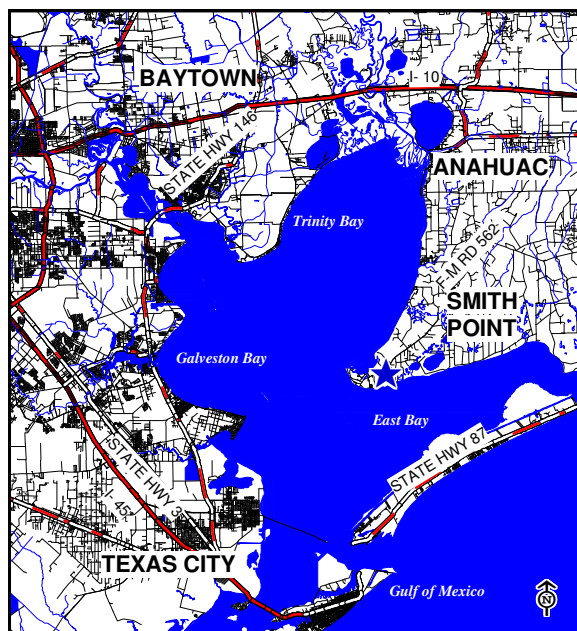 BAYTOWN
I- 10
STATE HWY 146
ANAHUAC
Trinity Bay
F M RD 562
SMITH
POINT
Galveston Bay
East Bay
STATE HWY 87
STATE HWY 3
I- 45
TEXAS CITY
Gulf of Mexico
N